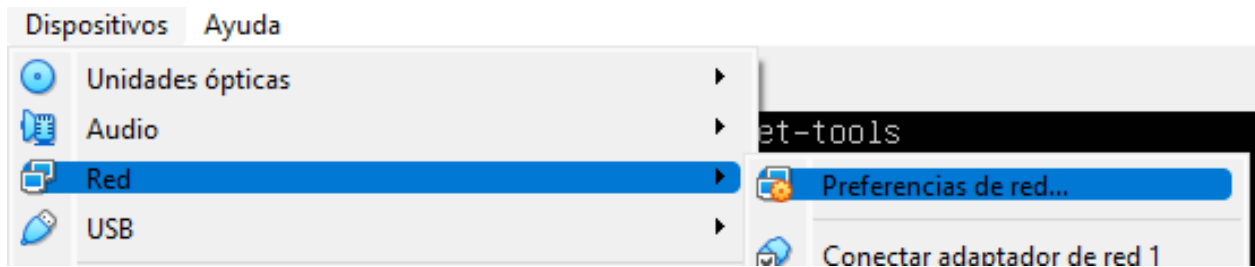 Dispositivos Ayuda
Unidades ópticas
Audio
et-tools
Red
Preferencias de red...
USB
Conectar adaptador de red 1